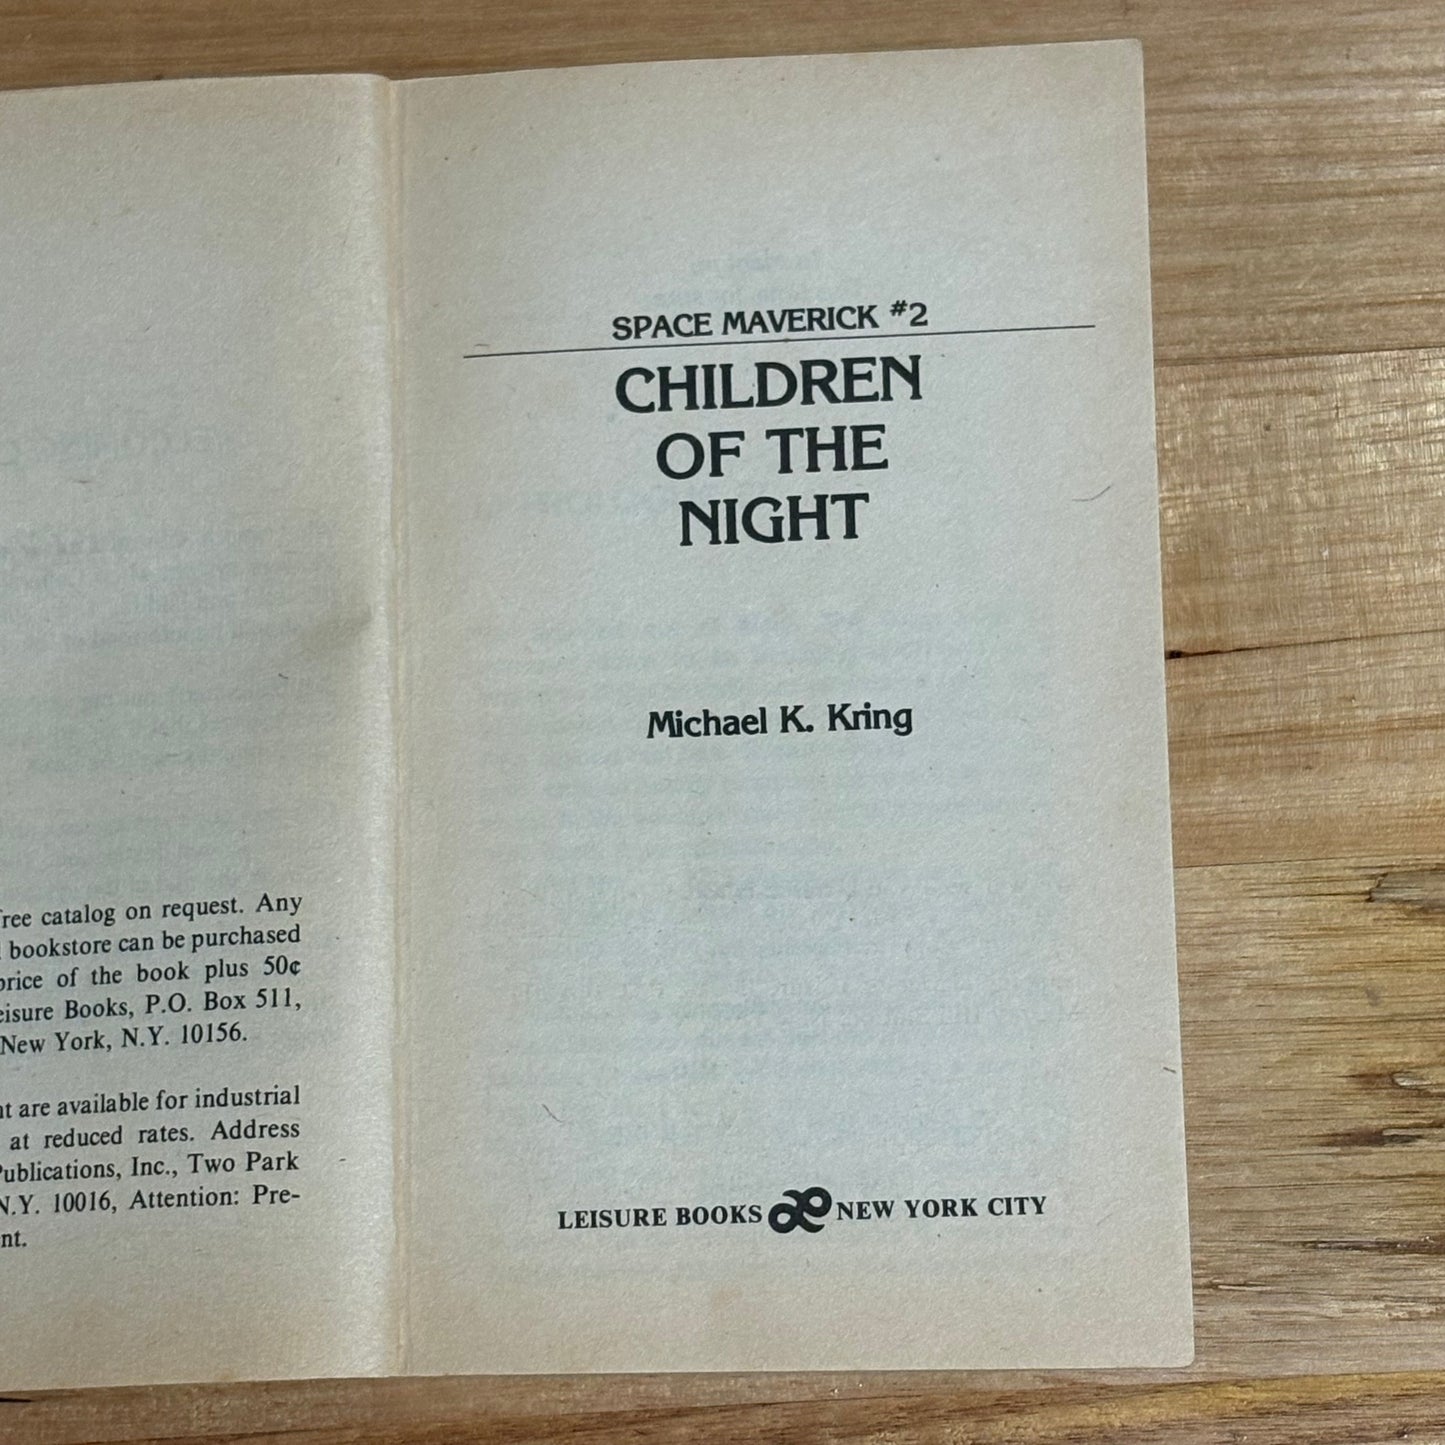 free catalog on request. Any
bookstore can be purchased
price of the book plus 50¢
Leisure Books, P.O. Box 511,
New York, N.Y. 10156.
are available for industrial
at reduced rates. Address
Publications, Inc., Two Park
N.Y. 10016, Attention: Pre-
SPACE MAVERICK #2
CHILDREN
OF THE
NIGHT
Michael K. Kring
LEISURE BOOKS NEW YORK CITY